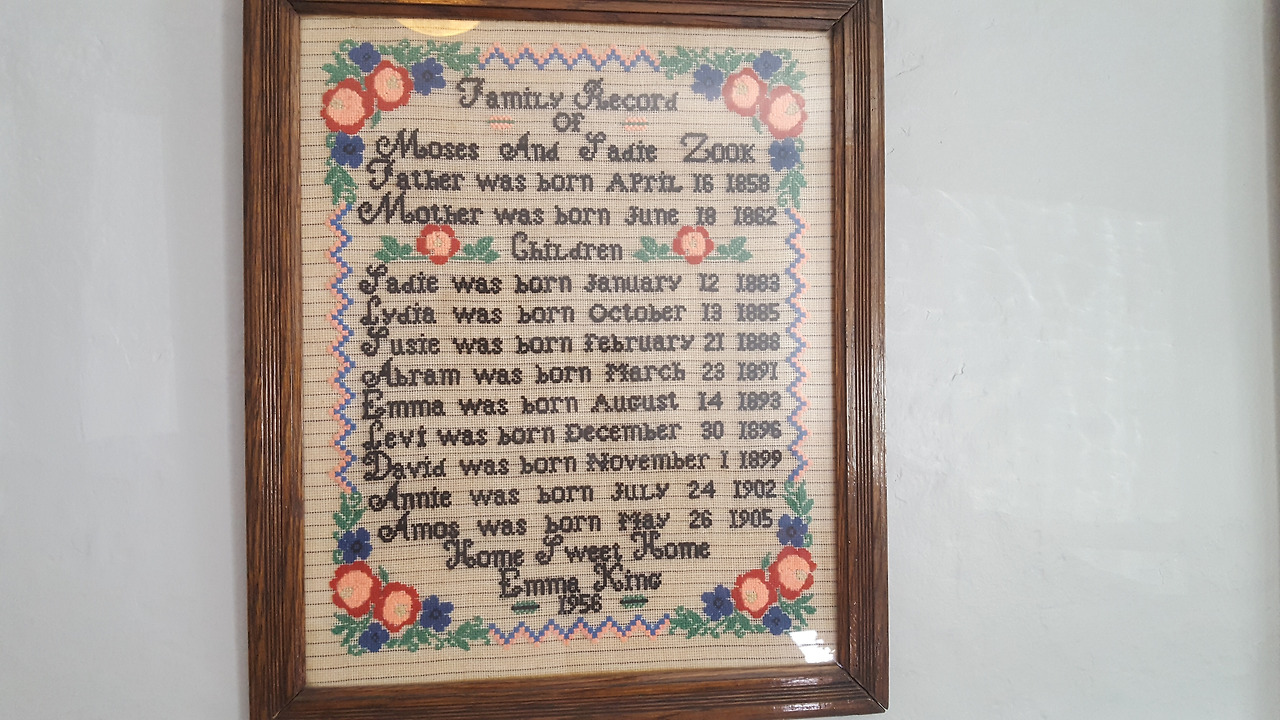 Family Record
Of
Moses And Sadie Zook
Father was born April 16 1858
Mother was born June 18 1862
Children
Sadie was born January 12 1883
Lydia was born October 13 1885
Susie was born February 21 1888
Abram was born March 23 1891
Emma was born August 14 1893
Levi was born December 30 1896
David was born November 1 1899
Annie was born July 24 1902
Amos was born May 26 1905
Home Sweet Home
Emma King
1956